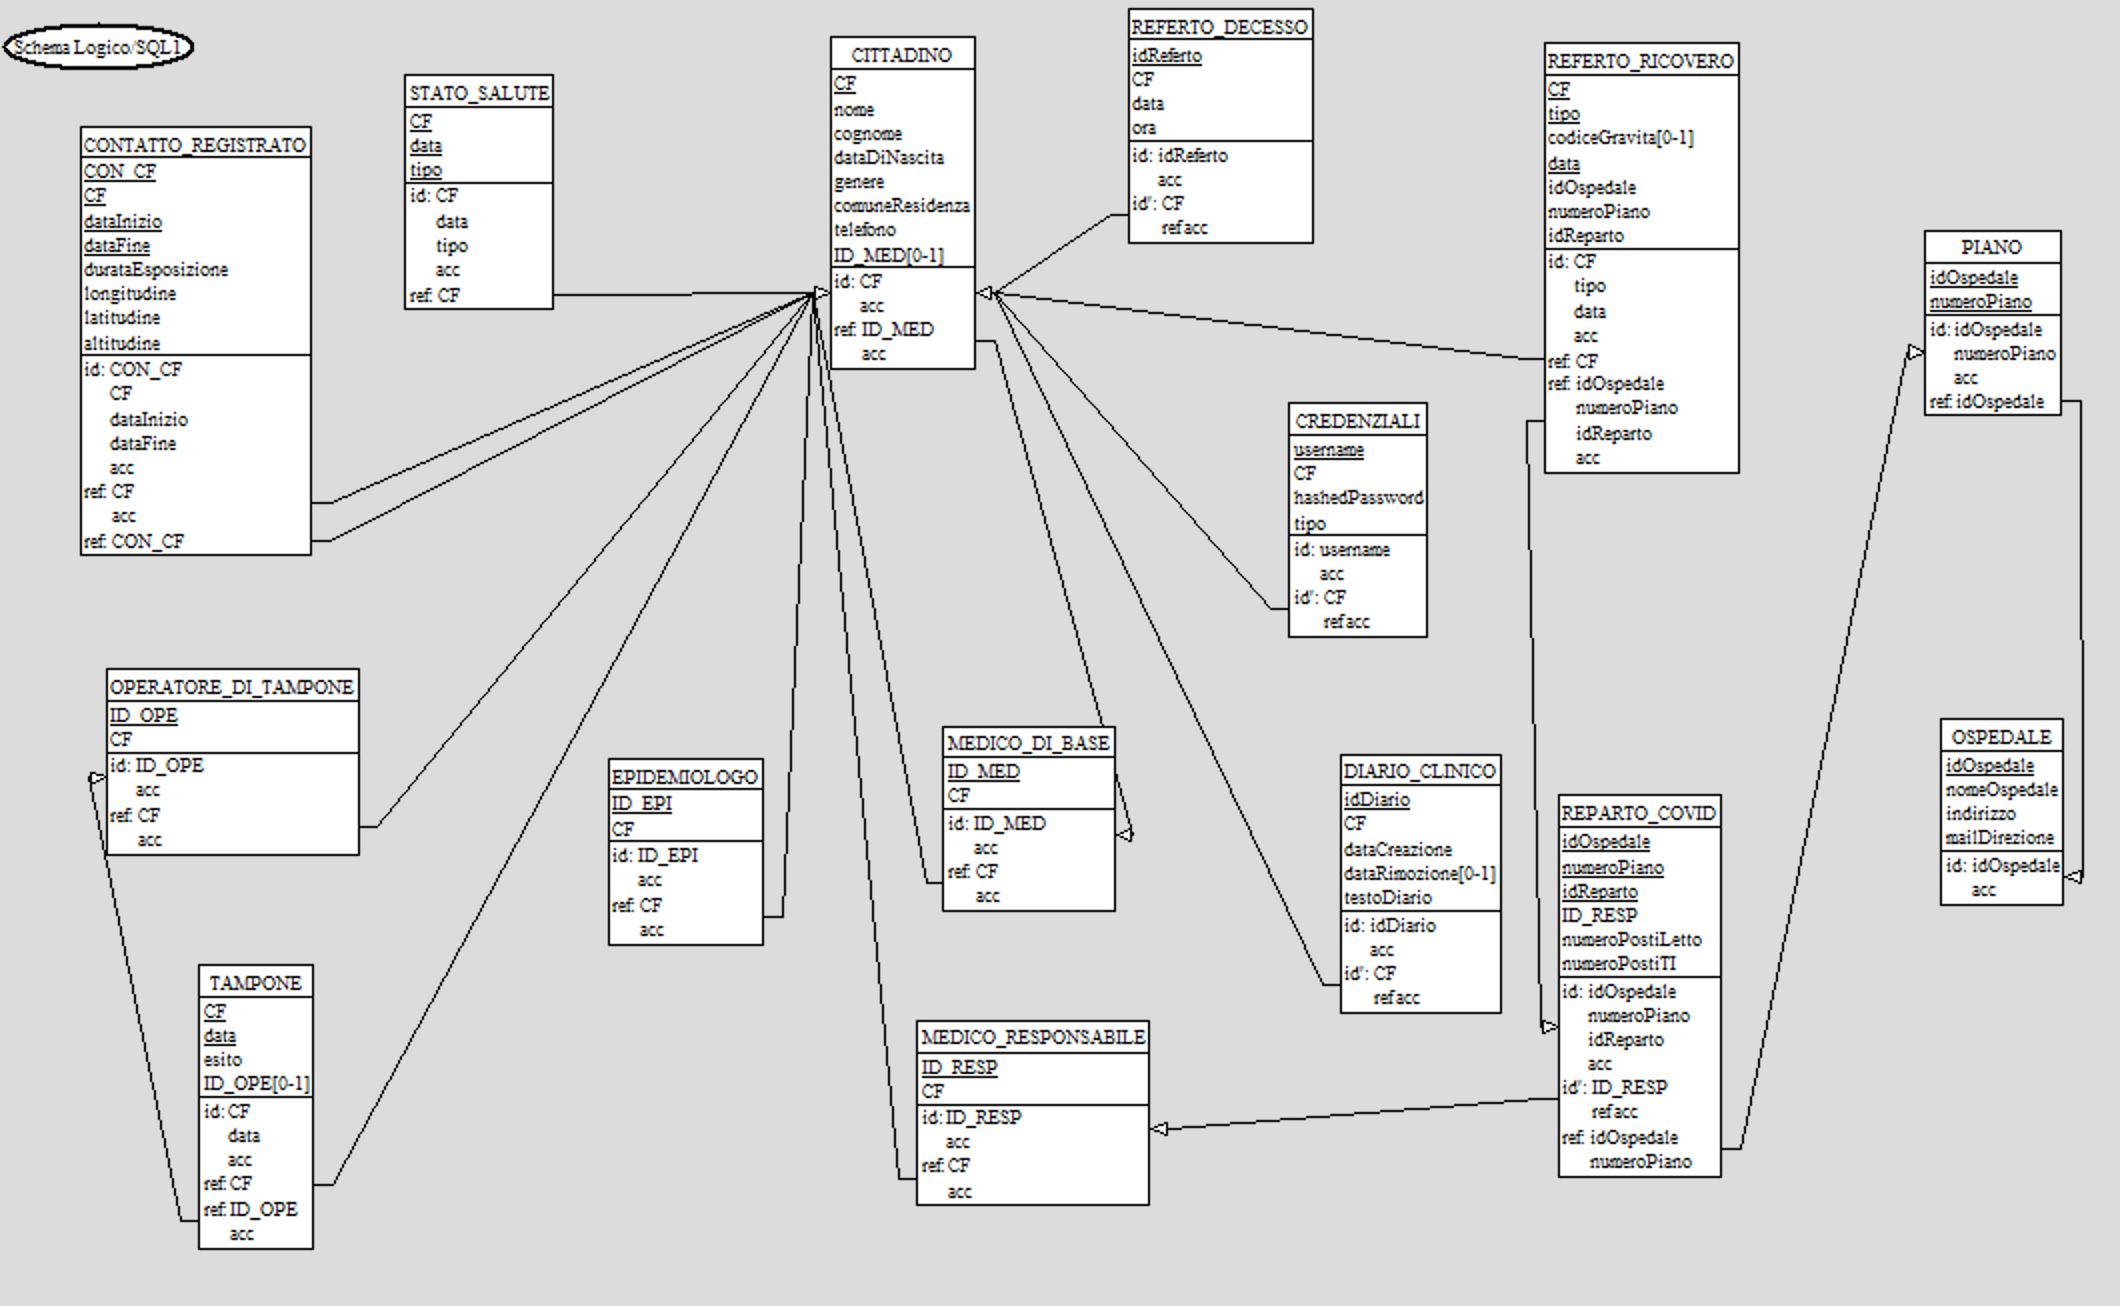 Schema Logico/SQL1
CONTATTO_REGISTRATO
CON_CF
CF
dataInizio
dataFine
durataEsposizione
longitudine
latitudine
altitudine
id: CON_CF
CF
dataInizio
dataFine
acc
ref: CF
acc
ref: CON_CF
STATO_SALUTE
CF
data
tipo
id: CF
data
tipo
acc
ref: CF
CITTADINO
CF
nome
cognome
dataDiNascita
genere
comuneResidenza
telefono
ID_MED[0-1]
id: CF
acc
ref: ID_MED
acc
REFERTO_DECESSO
idReferto
CF
data
ora
id: idReferto
acc
id': CF
ref acc
REFERTO_RICOVERO
CF
tipo
codiceGravita[0-1]
data
idOspedale
numeroPiano
idReparto
id: CF
tipo
data
acc
ref: CF
ref: idOspedale
numeroPiano
idReparto
acc
PIANO
idOspedale
numeroPiano
id: idOspedale
numeroPiano
acc
ref: idOspedale
CREDENZIALI
username
CF
hashedPassword
tipo
id: username
acc
id': CF
ref acc
OPERATORE_DI_TAMPONE
ID_OPE
CF
id: ID_OPE
acc
ref: CF
acc
EPIDEMIOLOGO
ID_EPI
CF
id: ID_EPI
acc
ref: CF
acc
MEDICO_DI_BASE
ID_MED
CF
id: ID_MED
acc
ref: CF
acc
DIARIO_CLINICO
idDiario
CF
dataCreazione
dataRimozione[0-1]
testoDiario
id: idDiario
acc
id': CF
ref acc
REPARTO_COVID
idOspedale
numeroPiano
idReparto
ID_RESP
numeroPostiLetto
numeroPostiTI
id: idOspedale
numeroPiano
idReparto
acc
id': ID_RESP
ref acc
ref: idOspedale
numeroPiano
OSPEDALE
idOspedale
nomeOspedale
indirizzo
mailDirezione
id: idOspedale
acc
TAMPONE
CF
data
esito
ID_OPE[0-1]
id: CF
data
acc
ref: CF
ref: ID_OPE
acc
MEDICO_RESPONSABILE
ID_RESP
CF
id: ID_RESP
acc
ref: CF
acc